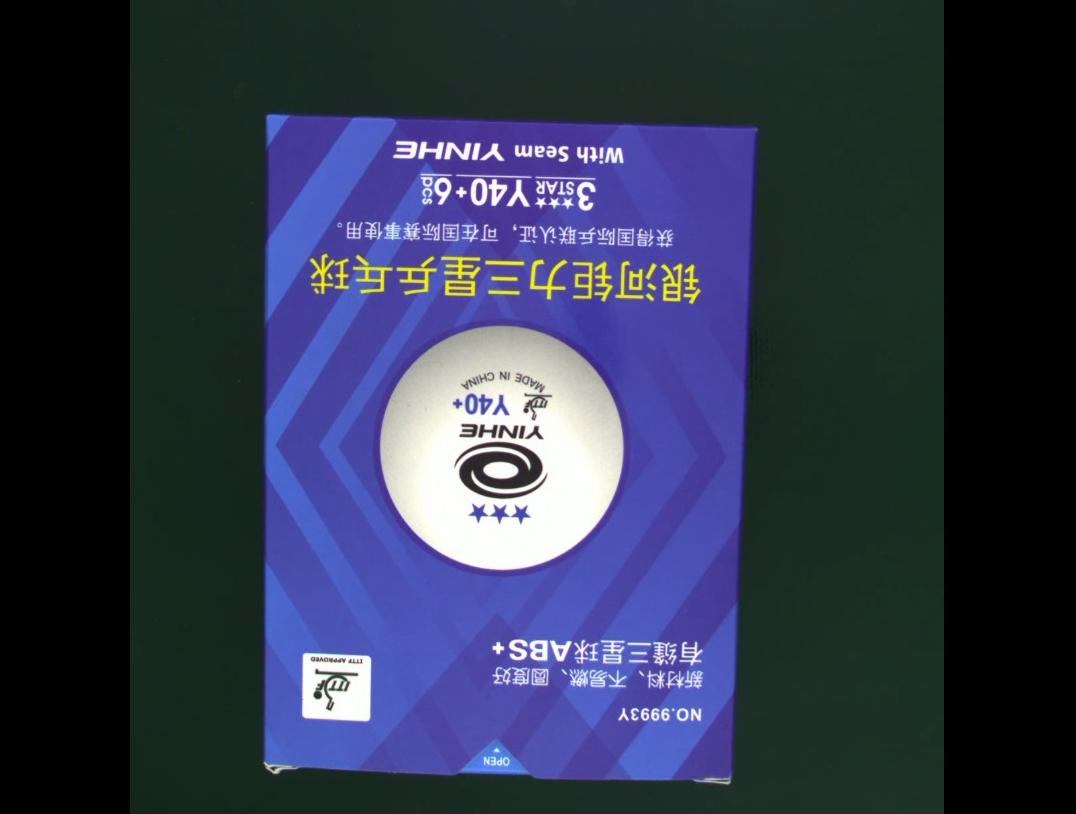 OPEN
NO.9993Y
新材料、不易燃、圆度好
有缝三星球ABS+
ITTF
ITTF APPROVED
YINHE
Y40+
ITTF
MADE IN CHINA
银河钜力三星乒乓球
获得国际乒联认证，可在国际赛事使用。
3 STAR Y40+ 6 pcs
With Seam YINHE